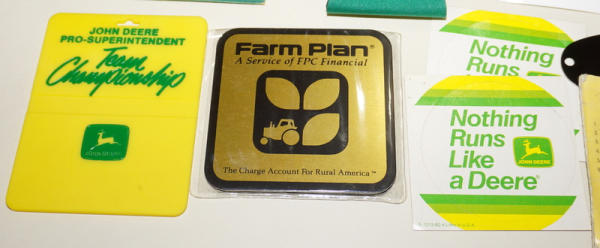 JOHN DEERE
PRO-SUPERINTENDENT
Team
Championship
JOHN DEERE
Farm Plan®
A Service of FPC Financial
The Charge Account For Rural America™
Nothing
Runs
Nothing
Runs
Like
a Deere®
JOHN DEERE